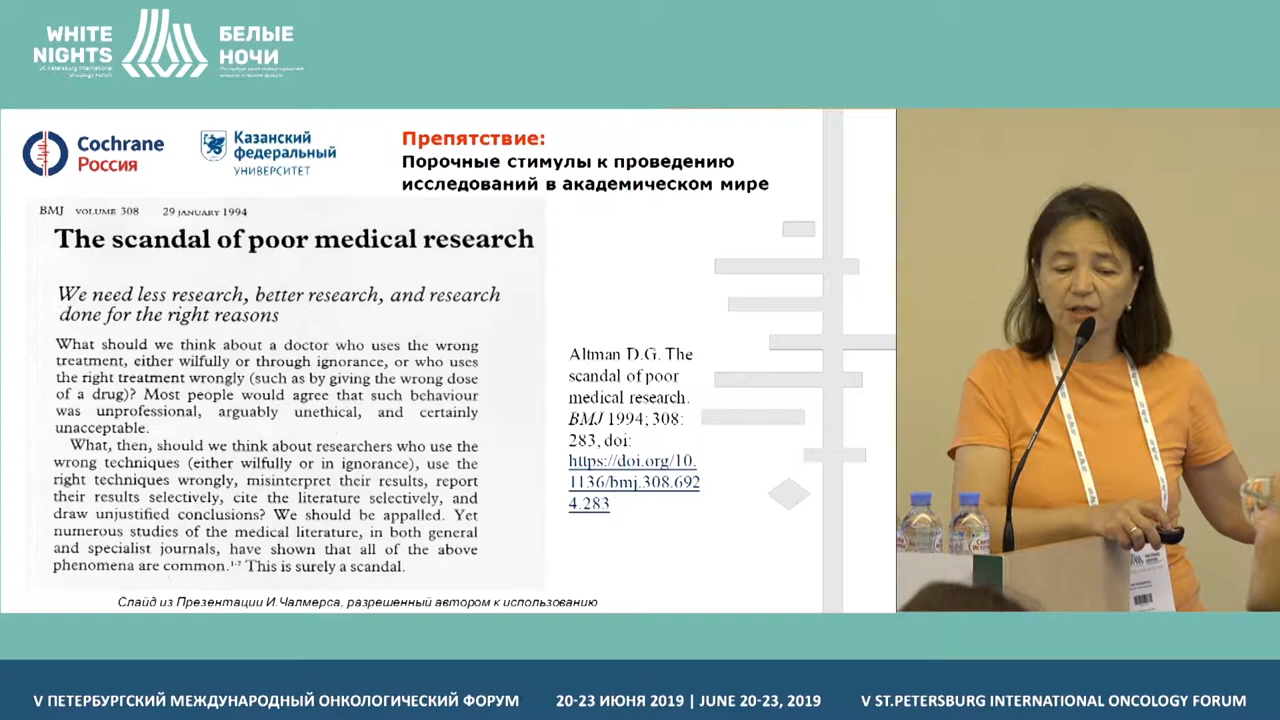 WHITE
NIGHTS
St. Petersburg International
Oncology Forum
БЕЛЫЕ
НОЧИ
Петербургский международный
онкологический форум
Cochrane
Россия
Казанский
федеральный
УНИВЕРСИТЕТ
Препятствие:
Порочные стимулы к проведению
исследований в академическом мире
BMJ VOLUME 308 29 JANUARY 1994
The scandal of poor medical research
We need less research, better research, and research
done for the right reasons
What should we think about a doctor who uses the wrong
treatment, either wilfully or through ignorance, or who uses
the right treatment wrongly (such as by giving the wrong dose
of a drug)? Most people would agree that such behaviour
was unprofessional, arguably unethical, and certainly
unacceptable.
What, then, should we think about researchers who use the
wrong techniques (either wilfully or in ignorance), use the
right techniques wrongly, misinterpret their results, report
their results selectively, cite the literature selectively, and
draw unjustified conclusions? We should be appalled. Yet
numerous studies of the medical literature, in both general
and specialist journals, have shown that all of the above
phenomena are common.¹⁻⁷ This is surely a scandal.
Altman D.G. The
scandal of poor
medical research.
BMJ 1994; 308:
283, doi:
https://doi.org/10.
1136/bmj.308.692
4.283
Слайд из Презентации И.Чалмерса, разрешенный автором к использованию
V ПЕТЕРБУРГСКИЙ МЕЖДУНАРОДНЫЙ ОНКОЛОГИЧЕСКИЙ ФОРУМ 20-23 ИЮНЯ 2019 | JUNE 20-23, 2019 V ST.PETERSBURG INTERNATIONAL ONCOLOGY FORUM